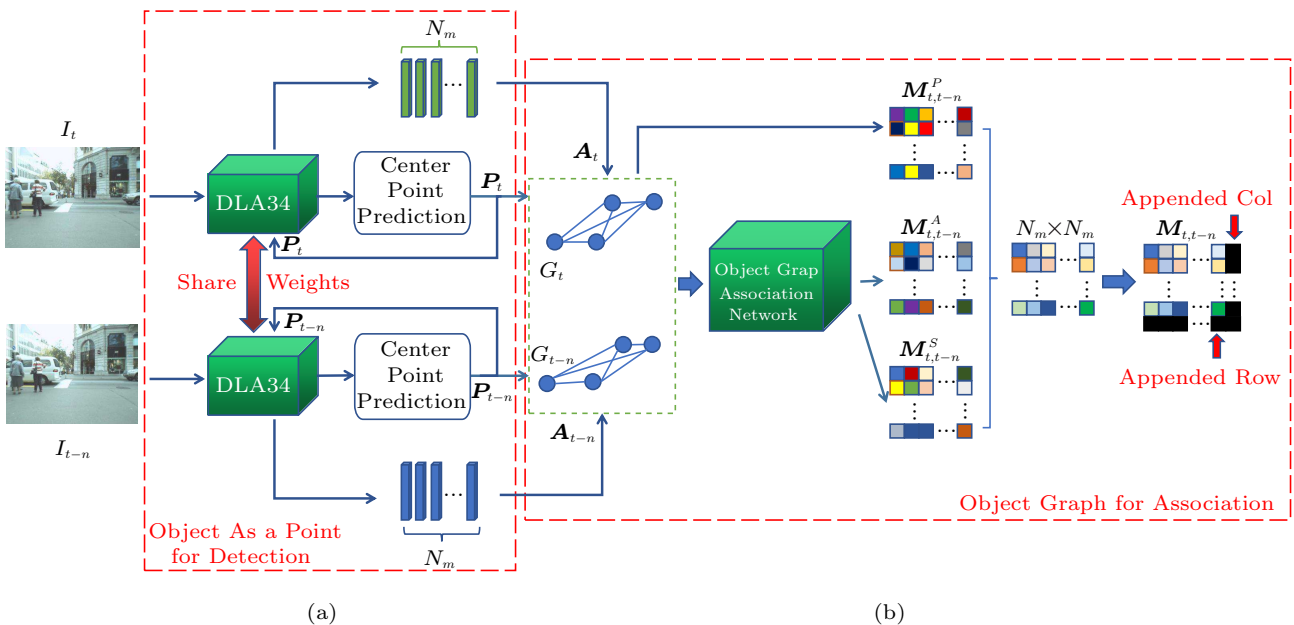 N_m
I_t
A_t
M^P_{t,t−n}
DLA34
Center
Point
Prediction
P_t
P_t
G_t
Share Weights
Object Grap
Association
Network
M^A_{t,t−n}
N_m×N_m
M_{t,t−n}
Appended Col
P_{t−n}
DLA34
Center
Point
Prediction
P_{t−n}
G_{t−n}
M^S_{t,t−n}
Appended Row
I_{t−n}
A_{t−n}
N_m
Object As a Point
for Detection
Object Graph for Association
(a)
(b)